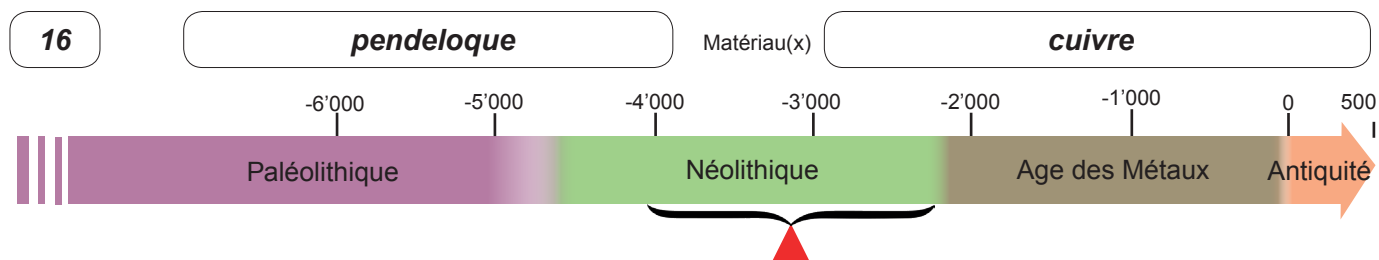 16 pendeloque Matériau(x) cuivre
-6’000 -5’000 -4’000 -3’000 -2’000 -1’000 0 500
Paléolithique Néolithique Age des Métaux Antiquité